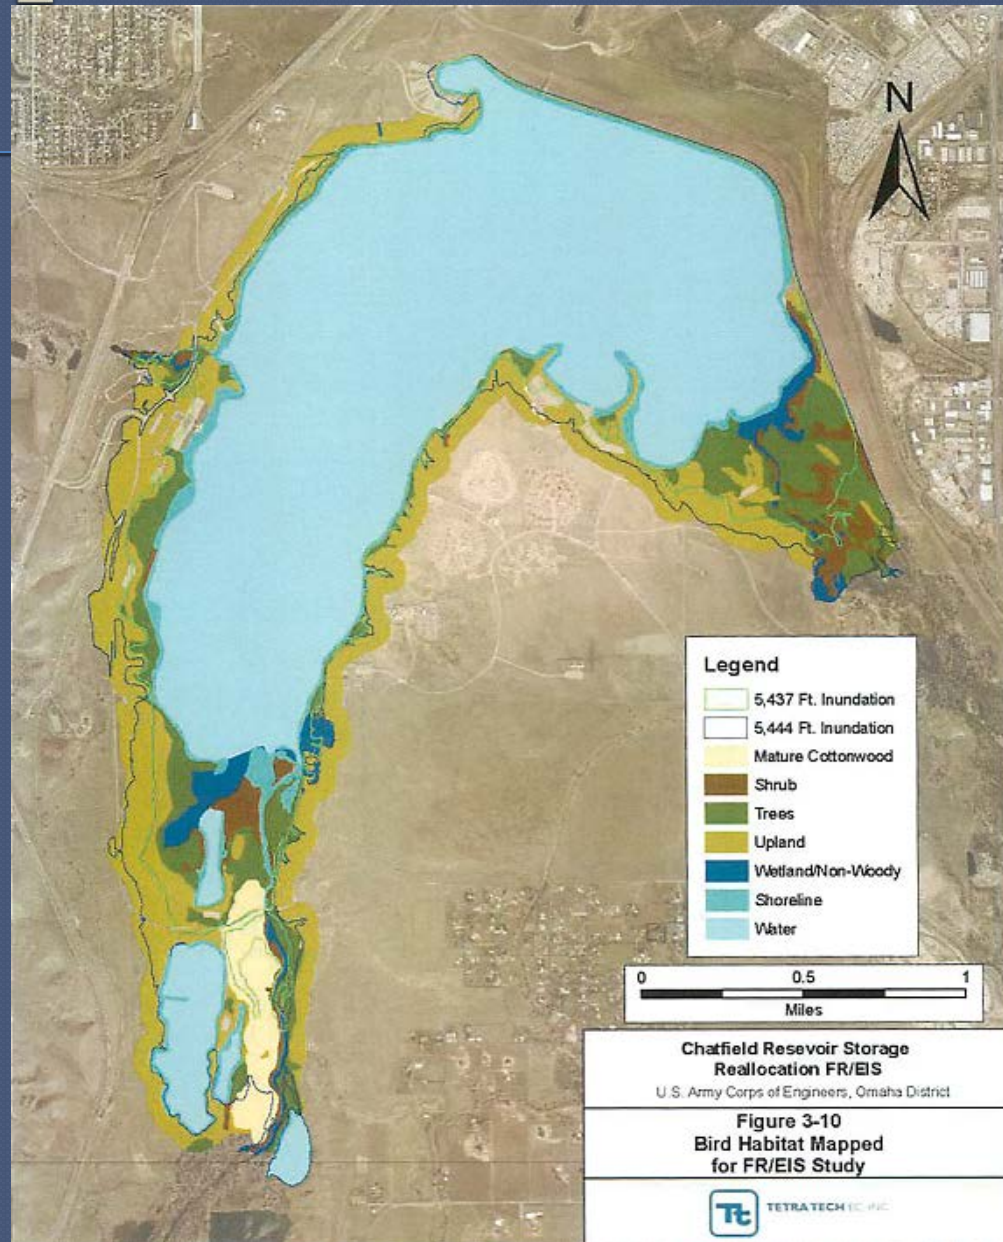 N
Legend
5,437 Ft. Inundation
5,444 Ft. Inundation
Mature Cottonwood
Shrub
Trees
Upland
Wetland/Non-Woody
Shoreline
Water
0 0.5 1
Miles
Chatfield Resevoir Storage
Reallocation FR/EIS
U.S. Army Corps of Engineers, Omaha District
Figure 3-10
Bird Habitat Mapped
for FR/EIS Study
Tt TETRA TECH EC, INC.